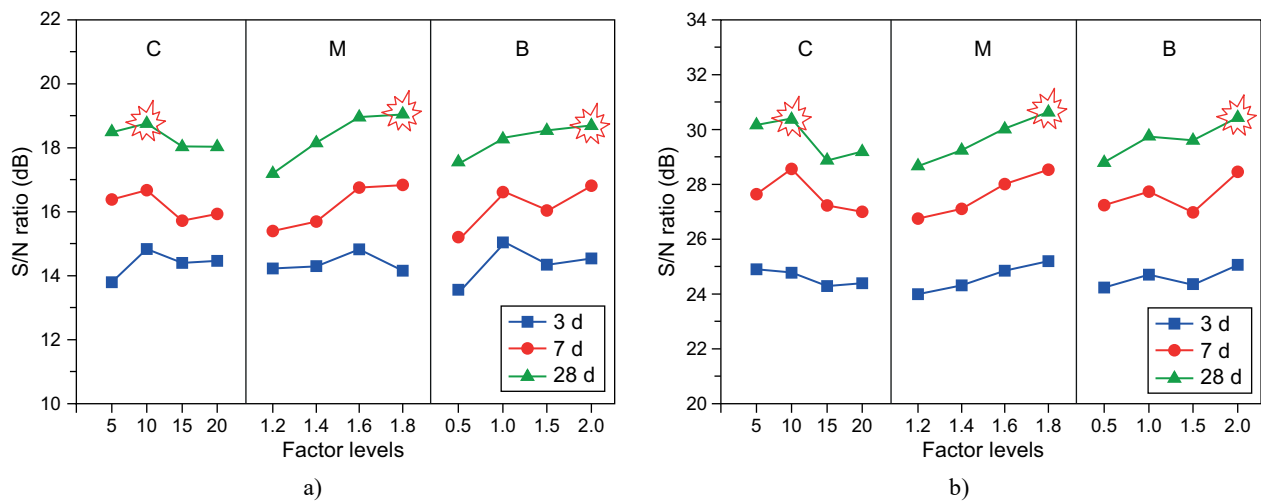 22
20
18
16
14
12
10
S/N ratio (dB)
C
M
B
3 d
7 d
28 d
5 10 15 20 1.2 1.4 1.6 1.8 0.5 1.0 1.5 2.0
Factor levels
a)
34
32
30
28
26
24
22
20
S/N ratio (dB)
C
M
B
3 d
7 d
28 d
5 10 15 20 1.2 1.4 1.6 1.8 0.5 1.0 1.5 2.0
Factor levels
b)